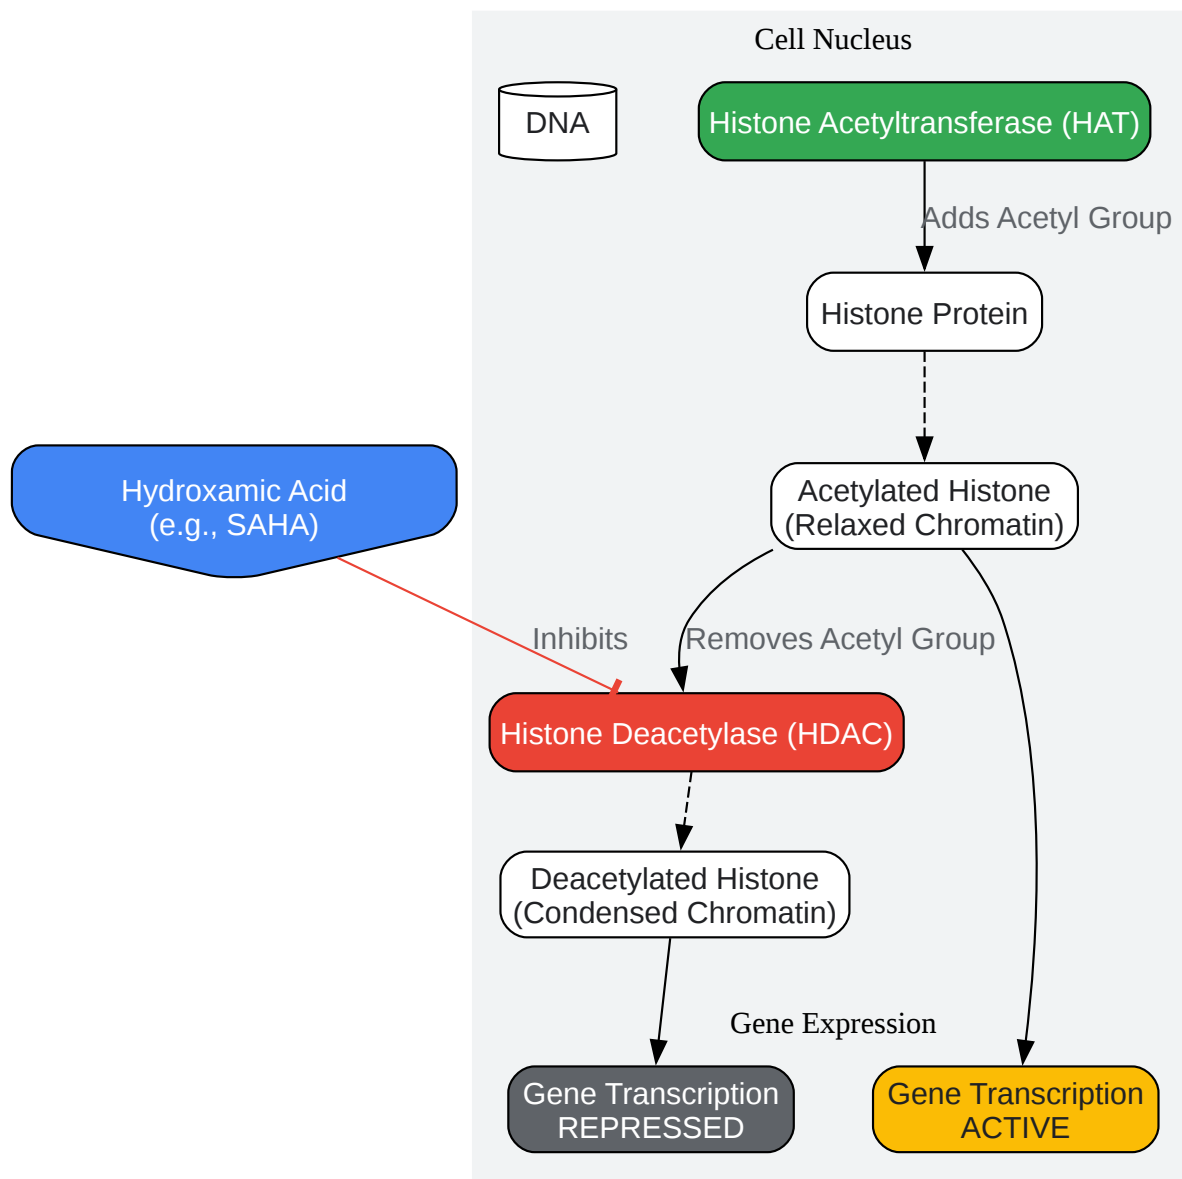 Cell Nucleus
DNA
Histone Acetyltransferase (HAT)
Adds Acetyl Group
Histone Protein
Hydroxamic Acid
(e.g., SAHA)
Acetylated Histone
(Relaxed Chromatin)
Inhibits
Removes Acetyl Group
Histone Deacetylase (HDAC)
Deacetylated Histone
(Condensed Chromatin)
Gene Expression
Gene Transcription
REPRESSED
Gene Transcription
ACTIVE